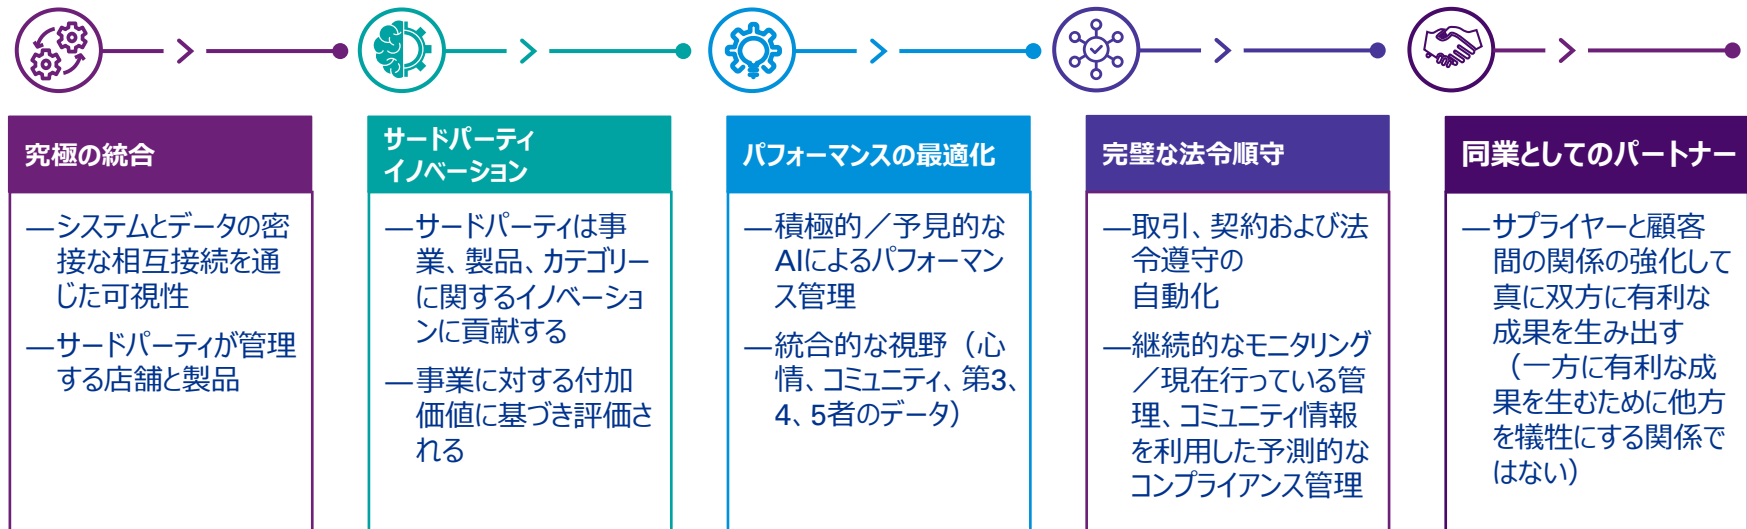 究極の統合
―システムとデータの密
接な相互接続を通
じた可視性
―サードパーティが管理
する店舗と製品
サードパーティ
イノベーション
―サードパーティは事
業、製品、カテゴリー
に関するイノベーショ
ンに貢献する
―事業に対する付加
価値に基づき評価さ
れる
パフォーマンスの最適化
―積極的／予見的な
AIによるパフォーマン
ス管理
―統合的な視野（心
情、コミュニティ、第3、
4、5者のデータ）
完璧な法令順守
―取引、契約および法
令遵守の
自動化
―継続的なモニタリング
／現在行っている管
理、コミュニティ情報
を利用した予測的な
コンプライアンス管理
同業としてのパートナー
―サプライヤーと顧客
間の関係の強化して
真に双方に有利な
成果を生み出す
（一方に有利な成
果を生むために他方
を犠牲にする関係で
はない）